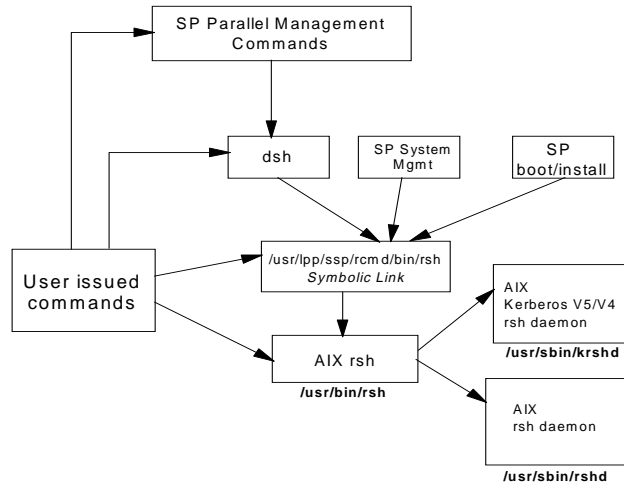 SP Parallel Management
Commands
dsh
SP System
Mgmt
SP
boot/install
/usr/lpp/ssp/rcmd/bin/rsh
Symbolic Link
User issued
commands
AIX
Kerberos V5/V4
rsh daemon
/usr/sbin/krshd
AIX rsh
/usr/bin/rsh
AIX
rsh daemon
/usr/sbin/rshd